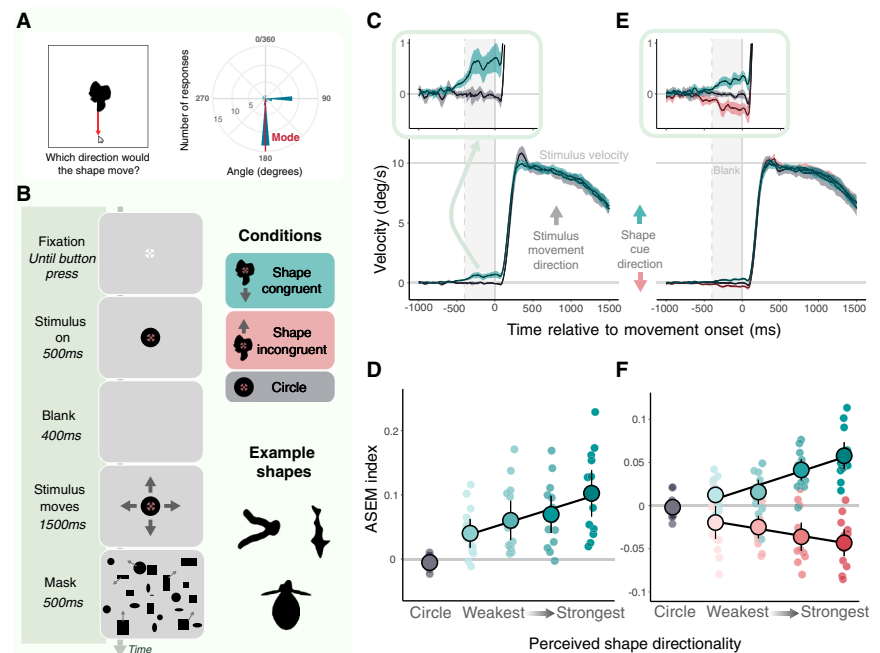 A
Number of responses
0/360
270
90
15
10
5
Mode
180
Angle (degrees)
Which direction would
the shape move?
B
Fixation
Until button
press
Stimulus
on
500ms
Blank
400ms
Stimulus
moves
1500ms
Mask
500ms
Time
Conditions
Shape
congruent
Shape
incongruent
Circle
Example
shapes
C
1
0
Velocity (deg/s)
10
5
0
Stimulus velocity
Stimulus
movement
direction
-1000
-500
0
500
1000
1500
Shape
cue
direction
E
1
0
Blank
-1000
-500
0
500
1000
1500
Time relative to movement onset (ms)
D
ASEM index
0.2
0.1
0
Circle
Weakest
Strongest
F
0.1
0.05
0
-0.05
-0.1
Circle
Weakest
Strongest
Perceived shape directionality